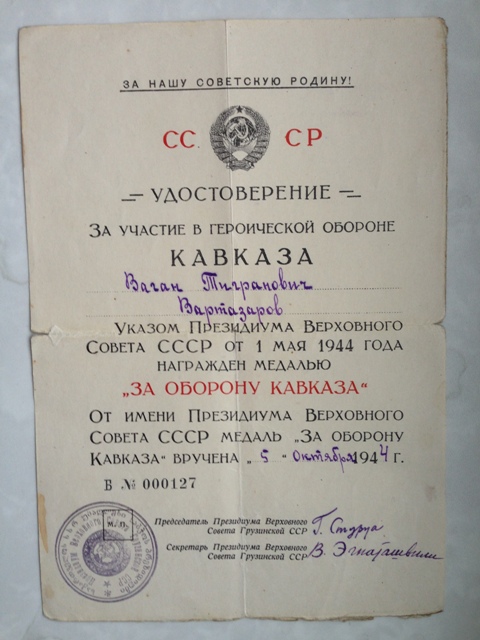 ЗА НАШУ СОВЕТСКУЮ РОДИНУ!
СС СР
УДОСТОВЕРЕНИЕ
ЗА УЧАСТИЕ В ГЕРОИЧЕСКОЙ ОБОРОНЕ
КАВКАЗА
Ваган Тигранович
Вартазаров
УКАЗОМ ПРЕЗИДИУМА ВЕРХОВНОГО
СОВЕТА СССР ОТ 1 МАЯ 1944 ГОДА
НАГРАЖДЕН МЕДАЛЬЮ
„ЗА ОБОРОНУ КАВКАЗА“
ОТ ИМЕНИ ПРЕЗИДИУМА ВЕРХОВНОГО
СОВЕТА СССР МЕДАЛЬ „ЗА ОБОРОНУ
КАВКАЗА“ ВРУЧЕНА „ 5 “ октября 1944 г.
В № 000127
Председатель Президиума Верховного
Совета Грузинской ССР Г. Стуруа
Секретарь Президиума Верховного
Совета Грузинской ССР В. Эгнаташвили